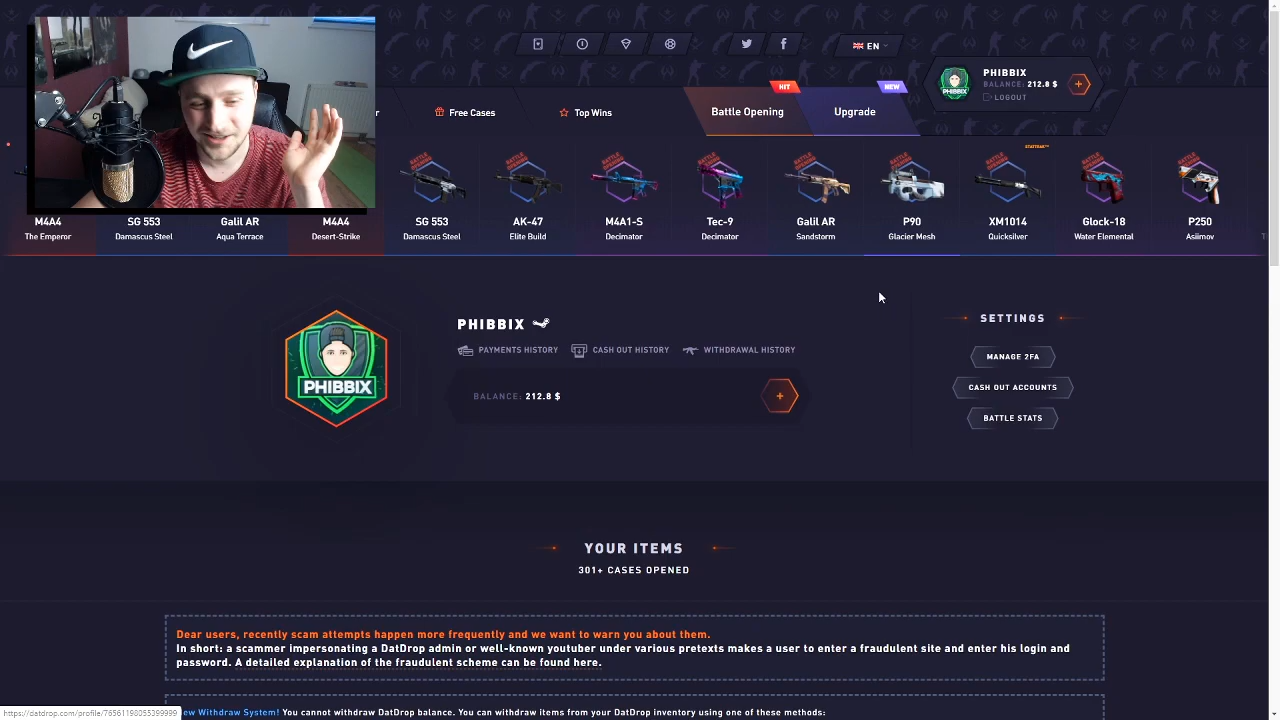 EN
PHIBBIX
BALANCE: 212.8 $
LOGOUT
PHIBBIX
HIT
NEW
Free Cases
Top Wins
Battle Opening
Upgrade
STATTRAK™
M4A4
The Emperor
SG 553
Damascus Steel
Galil AR
Aqua Terrace
M4A4
Desert-Strike
SG 553
Damascus Steel
AK-47
Elite Build
M4A1-S
Decimator
Tec-9
Decimator
Galil AR
Sandstorm
P90
Glacier Mesh
XM1014
Quicksilver
Glock-18
Water Elemental
P250
Asiimov
PHIBBIX
PHIBBIX
PAYMENTS HISTORY
CASH OUT HISTORY
WITHDRAWAL HISTORY
BALANCE: 212.8 $
SETTINGS
MANAGE 2FA
CASH OUT ACCOUNTS
BATTLE STATS
YOUR ITEMS
301+ CASES OPENED
Dear users, recently scam attempts happen more frequently and we want to warn you about them.
In short: a scammer impersonating a DatDrop admin or well-known youtuber under various pretexts makes a user to enter a fraudulent site and enter his login and
password. A detailed explanation of the fraudulent scheme can be found here.
ew Withdraw System! You cannot withdraw DatDrop balance. You can withdraw items from your DatDrop inventory using one of these methods:
https://datdrop.com/profile/76561198055399999